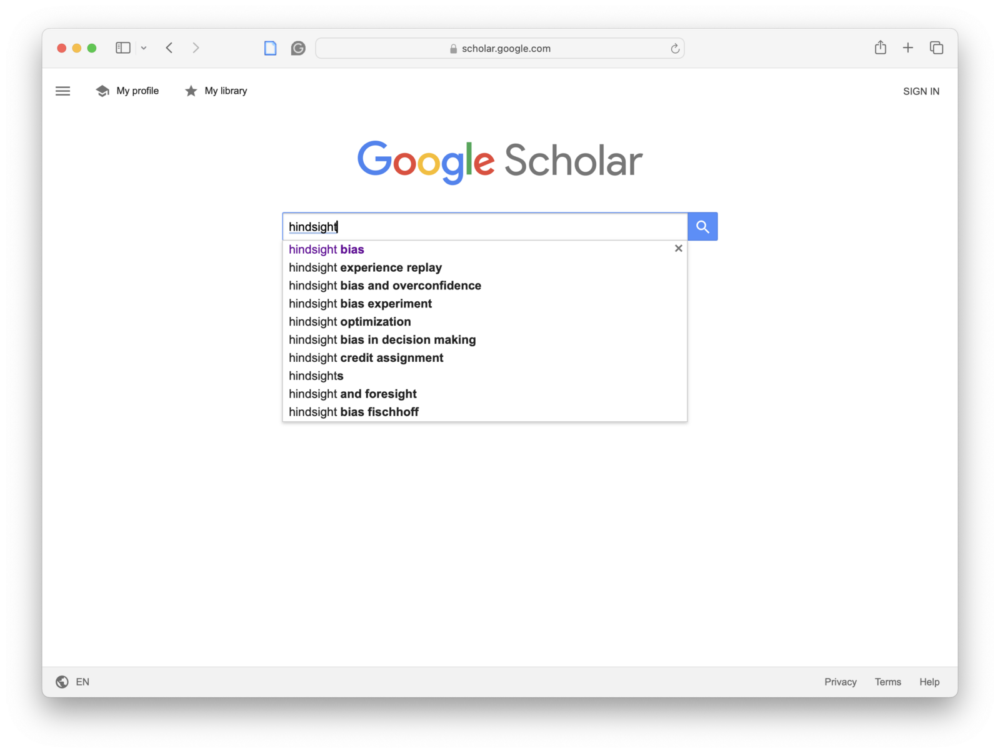 scholar.google.com
My profile
My library
SIGN IN
Google Scholar
hindsight
hindsight bias
hindsight experience replay
hindsight bias and overconfidence
hindsight bias experiment
hindsight optimization
hindsight bias in decision making
hindsight credit assignment
hindsights
hindsight and foresight
hindsight bias fischhoff
EN
Privacy
Terms
Help